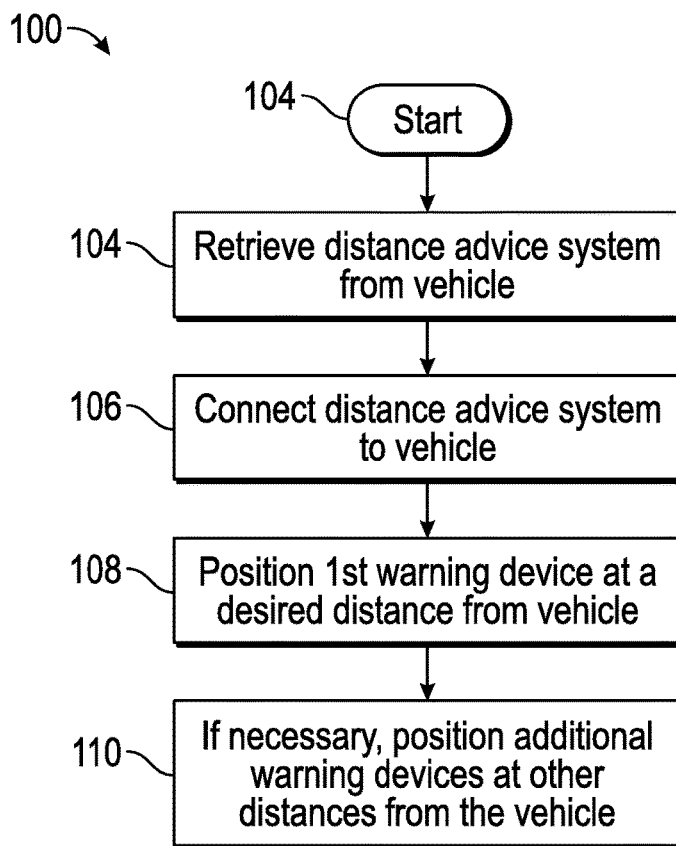 100
104
Start
104
Retrieve distance advice system
from vehicle
106
Connect distance advice system
to vehicle
108
Position 1st warning device at a
desired distance from vehicle
110
If necessary, position additional
warning devices at other
distances from the vehicle